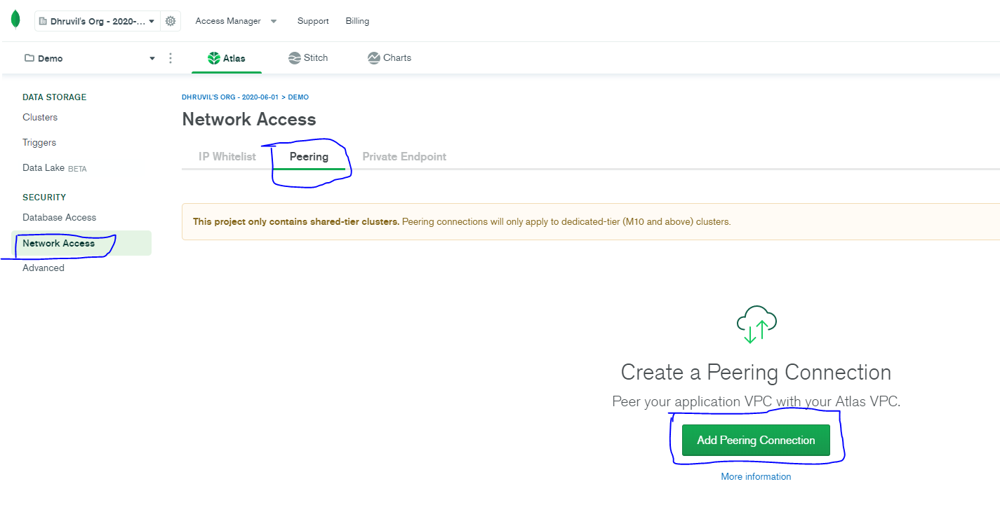 Dhruvil's Org - 2020-...
Access Manager
Support
Billing
Demo
Atlas
Stitch
Charts
DATA STORAGE
Clusters
Triggers
Data Lake BETA
SECURITY
Database Access
Network Access
Advanced
DHRUVIL'S ORG - 2020-06-01 > DEMO
Network Access
IP Whitelist
Peering
Private Endpoint
This project only contains shared-tier clusters. Peering connections will only apply to dedicated-tier (M10 and above) clusters.
Create a Peering Connection
Peer your application VPC with your Atlas VPC.
Add Peering Connection
More information